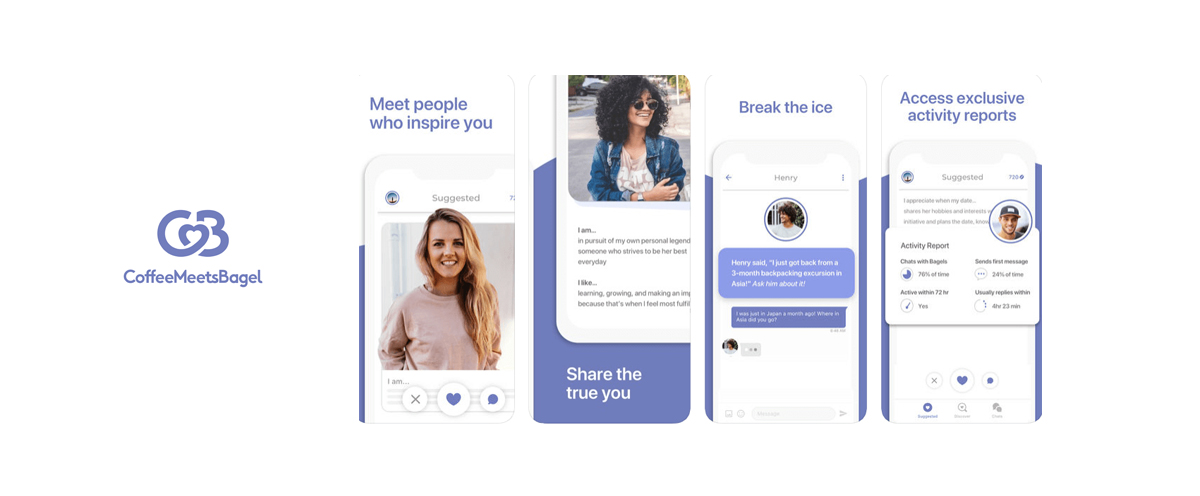 CoffeeMeetsBagel
Meet people
who inspire you
Suggested
I am...
I am...
in pursuit of my own personal legend
someone who strives to be her best
everyday
I like...
learning, growing, and making an
because that's when I feel most
Share the
true you
Break the ice
Henry
Henry said, "I just got back from a
3-month backpacking excursion in
Asia!" Ask him about it!
I was just in Japan a month ago! Where in
Asia did you go?
Message
Access exclusive
activity reports
Suggested
720
I appreciate when my date...
shares her hobbies and interests
initiative and plans the date,
Activity Report
Chats with Bagels
76% of time
Sends first message
24% of time
Active within 72 hr
Yes
Usually replies within
4hr 23 min
Suggested
Discover
Chats